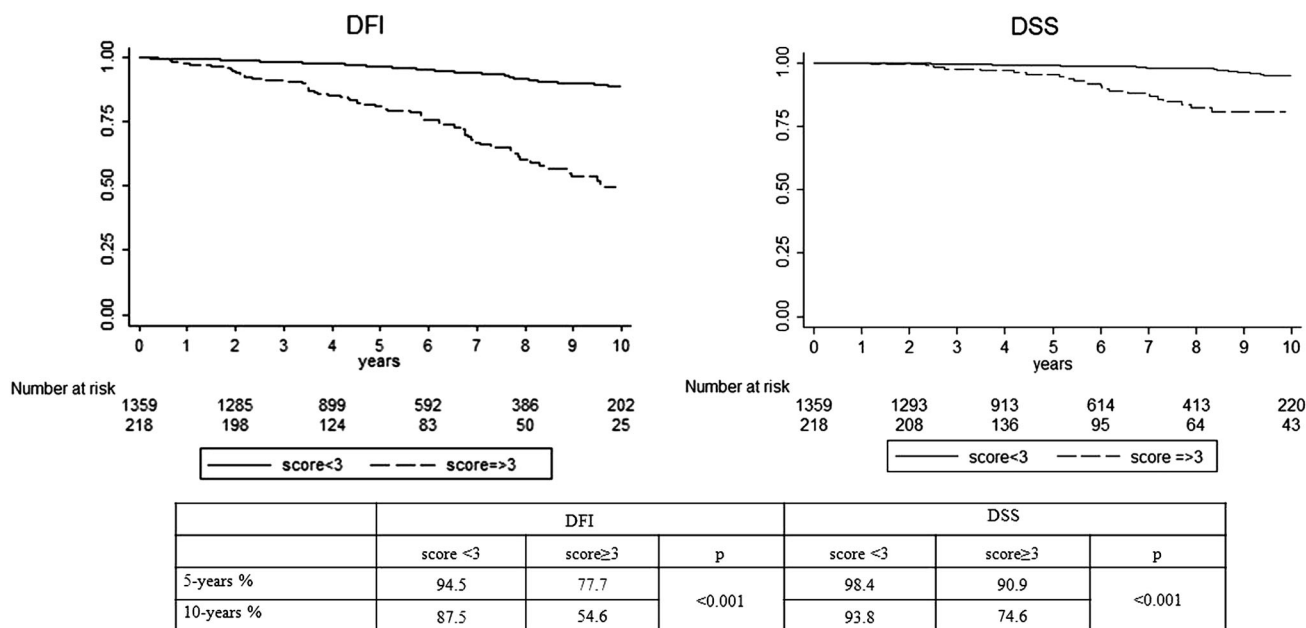 DFI
DSS
1.00
0.75
0.50
0.25
0.00
0 1 2 3 4 5 6 7 8 9 10
years
Number at risk
1359 1285 899 592 386 202
218 198 124 83 50 25
score<3 score=>3
1.00
0.75
0.50
0.25
0.00
0 1 2 3 4 5 6 7 8 9 10
years
Number at risk
1359 1293 913 614 413 220
218 208 136 95 64 43
score<3 score =>3
DFI DSS
score <3 score≥3 p score <3 score≥3 p
5-years % 94.5 77.7 <0.001 98.4 90.9 <0.001
10-years % 87.5 54.6 93.8 74.6